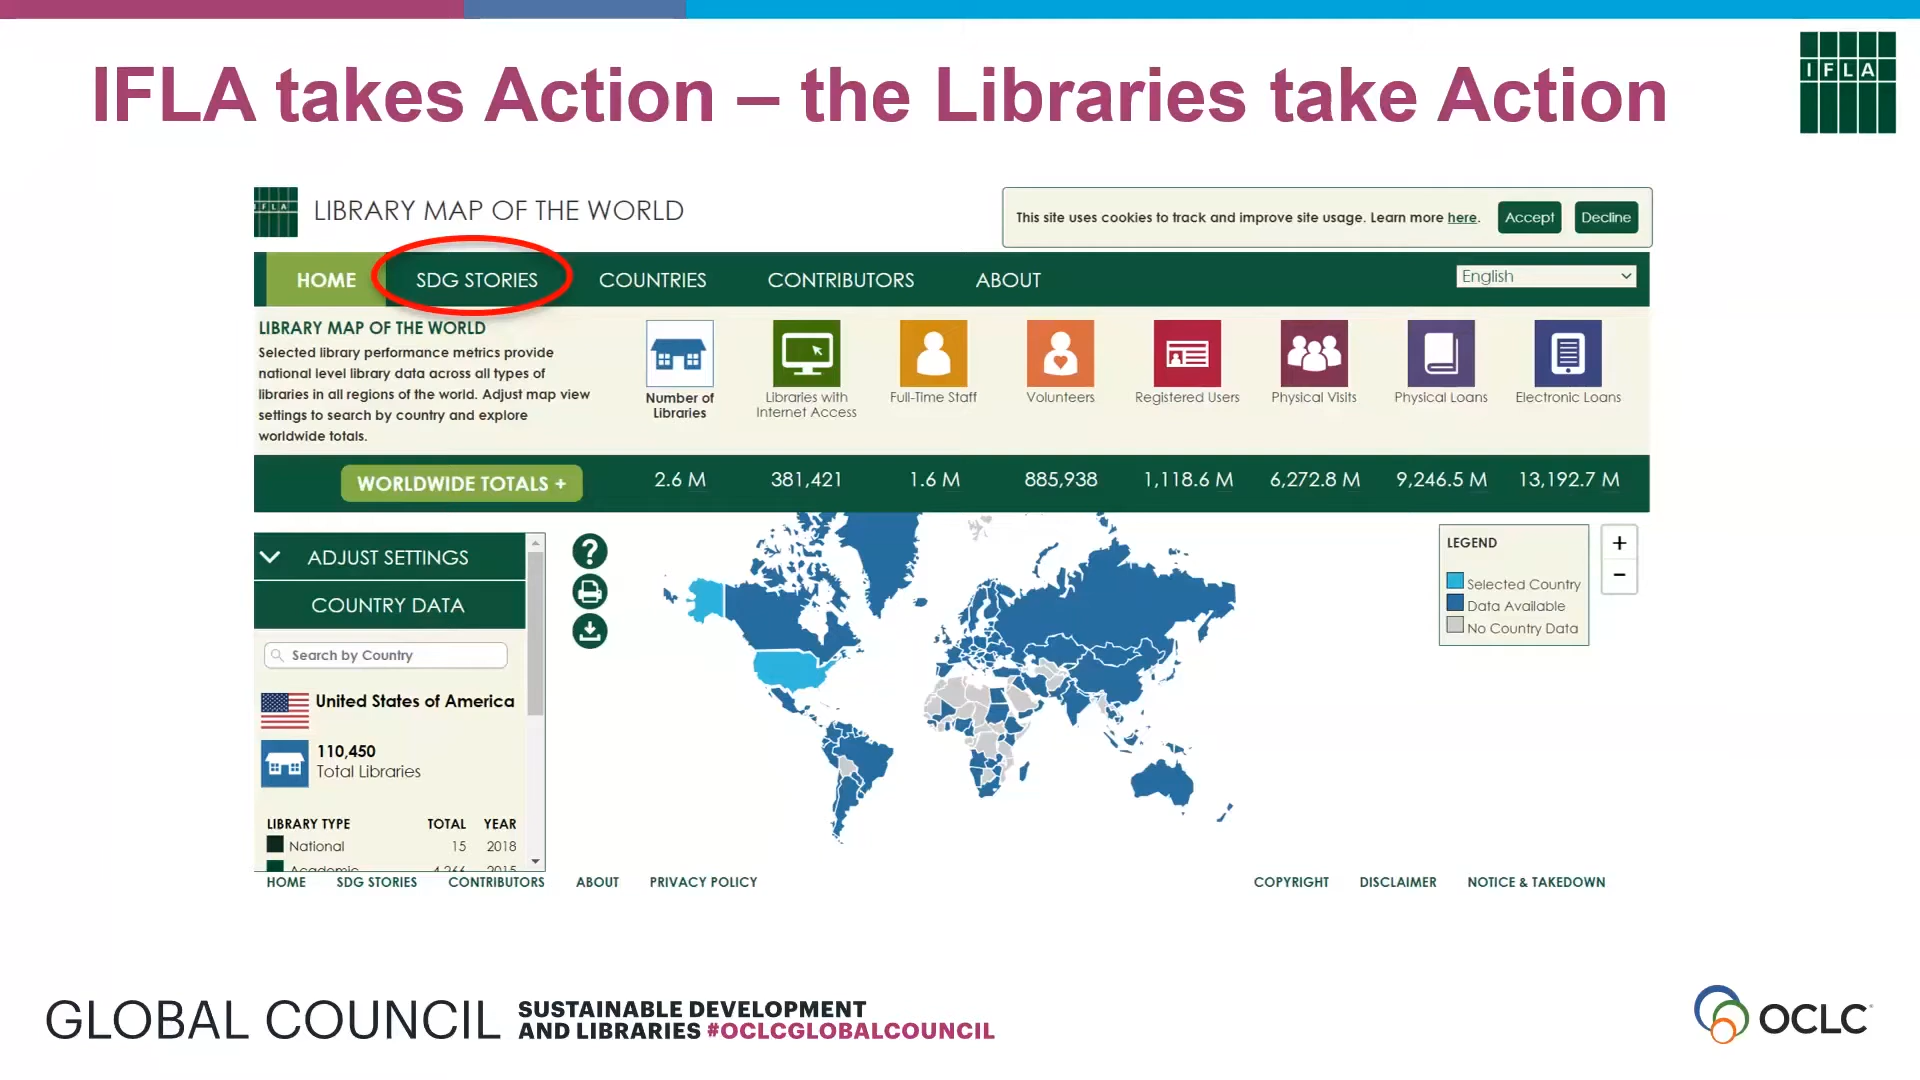 IFLA takes Action – the Libraries take Action
IFLA
IFLA
LIBRARY MAP OF THE WORLD
This site uses cookies to track and improve site usage. Learn more here.
Accept
Decline
HOME
SDG STORIES
COUNTRIES
CONTRIBUTORS
ABOUT
English
LIBRARY MAP OF THE WORLD
Selected library performance metrics provide
national level library data across all types of
libraries in all regions of the world. Adjust map view
settings to search by country and explore
worldwide totals.
Number of
Libraries
Libraries with
Internet Access
Full-Time Staff
Volunteers
Registered Users
Physical Visits
Physical Loans
Electronic Loans
WORLDWIDE TOTALS +
2.6 M
381,421
1.6 M
885,938
1,118.6 M
6,272.8 M
9,246.5 M
13,192.7 M
ADJUST SETTINGS
COUNTRY DATA
Search by Country
United States of America
110,450
Total Libraries
LIBRARY TYPE TOTAL YEAR
National 15 2018
Academic 4,266 2015
?
LEGEND
Selected Country
Data Available
No Country Data
+
−
HOME
SDG STORIES
CONTRIBUTORS
ABOUT
PRIVACY POLICY
COPYRIGHT
DISCLAIMER
NOTICE & TAKEDOWN
GLOBAL COUNCIL
SUSTAINABLE DEVELOPMENT
AND LIBRARIES #OCLCGLOBALCOUNCIL
OCLC